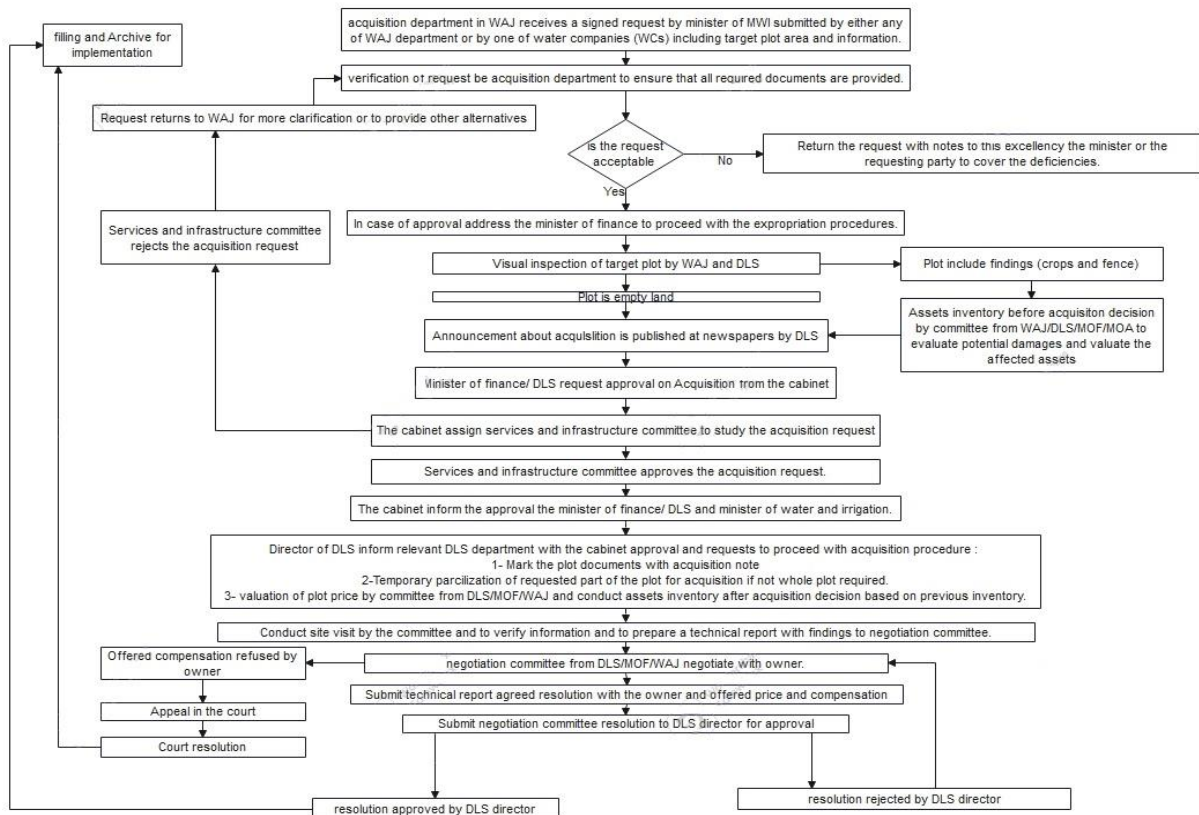 acquisition department in WAJ receives a signed request by minister of MWI submitted by either any
of WAJ department or by one of water companies (WCs) including target plot area and information.
filling and Archive for
implementation
verification of request be acquisition department to ensure that all required documents are provided.
Request returns to WAJ for more clarification or to provide other alternatives
is the request
acceptable
No
Return the request with notes to this excellency the minister or the
requesting party to cover the deficiencies.
Yes
In case of approval address the minister of finance to proceed with the expropriation procedures.
Services and infrastructure committee
rejects the acquisition request
Visual inspection of target plot by WAJ and DLS
Plot include findings (crops and fence)
Plot is empty land
Assets inventory before acquisiton decision
by committee from WAJ/DLS/MOF/MOA to
evaluate potential damages and valuate the
affected assets
Announcement about acqulslition is published at newspapers by DLS
Minister of finance/ DLS request approval on Acquisition from the cabinet
The cabinet assign services and infrastructure committee to study the acquisition request
Services and infrastructure committee approves the acquisition request.
The cabinet inform the approval the minister of finance/ DLS and minister of water and irrigation.
Director of DLS inform relevant DLS department with the cabinet approval and requests to proceed with acquisition procedure :
1- Mark the plot documents with acquisition note
2-Temporary parcilization of requested part of the plot for acquisition if not whole plot required.
3- valuation of plot price by committee from DLS/MOF/WAJ and conduct assets inventory after acquisition decision based on previous inventory.
Conduct site visit by the committee and to verify information and to prepare a technical report with findings to negotiation committee.
Offered compensation refused by
owner
negotiation committee from DLS/MOF/WAJ negotiate with owner.
Submit technical report agreed resolution with the owner and offered price and compensation
Appeal in the court
Submit negotiation committee resolution to DLS director for approval
Court resolution
resolution approved by DLS director
resolution rejected by DLS director